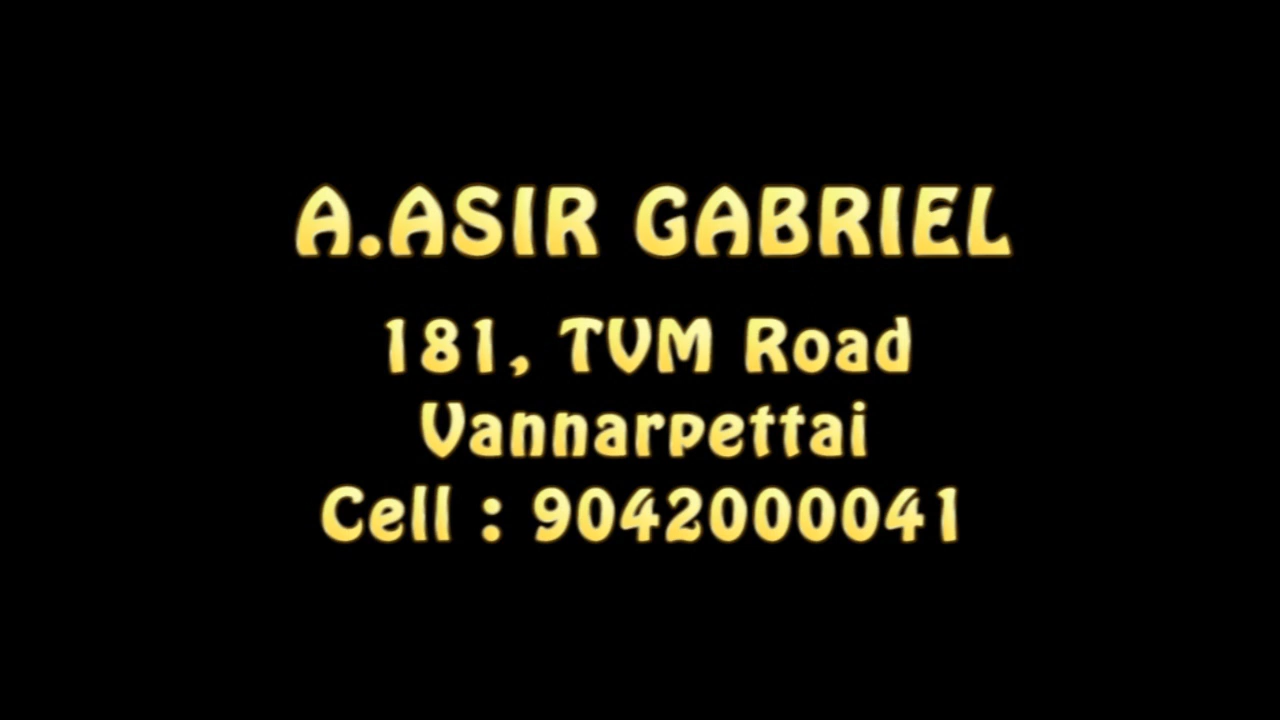 A.ASIR GABRIEL
181, TVM Road
Vannarpettai
Cell : 9042000041